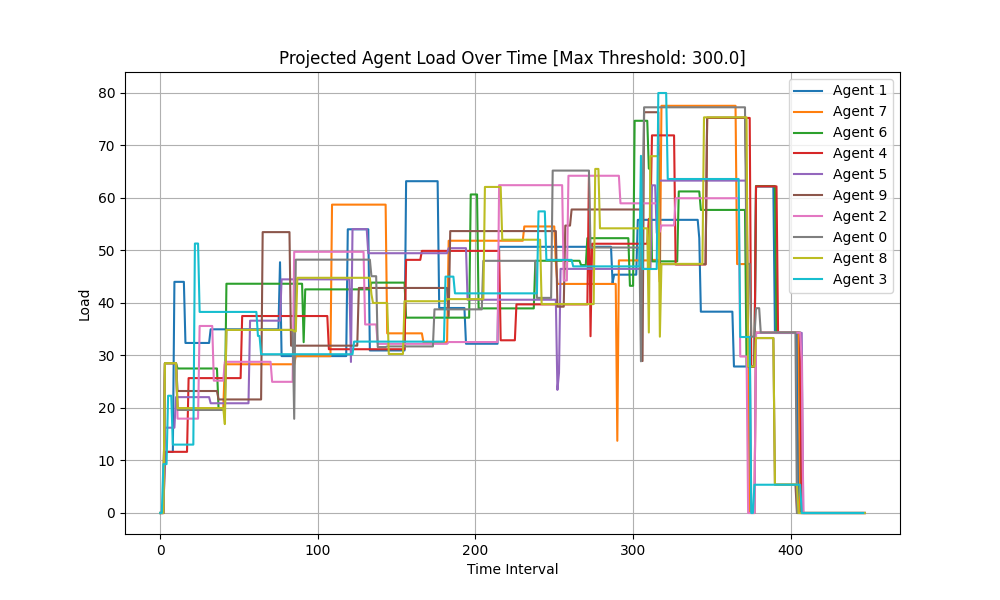 Projected Agent Load Over Time [Max Threshold: 300.0]
Load
80
70
60
50
40
30
20
10
0
0 100 200 300 400
Time Interval
Agent 1
Agent 7
Agent 6
Agent 4
Agent 5
Agent 9
Agent 2
Agent 0
Agent 8
Agent 3